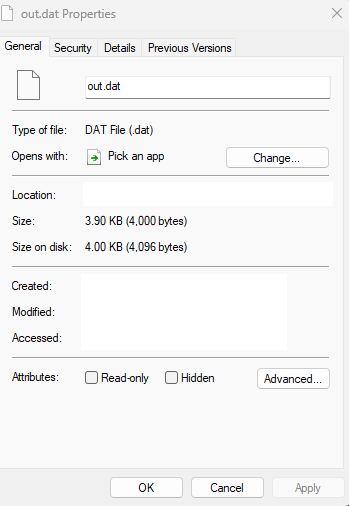 out.dat Properties
General Security Details Previous Versions
out.dat
Type of file: DAT File (.dat)
Opens with: Pick an app Change...
Location:
Size: 3.90 KB (4,000 bytes)
Size on disk: 4.00 KB (4,096 bytes)
Created:
Modified:
Accessed:
Attributes: Read-only Hidden Advanced...
OK Cancel Apply